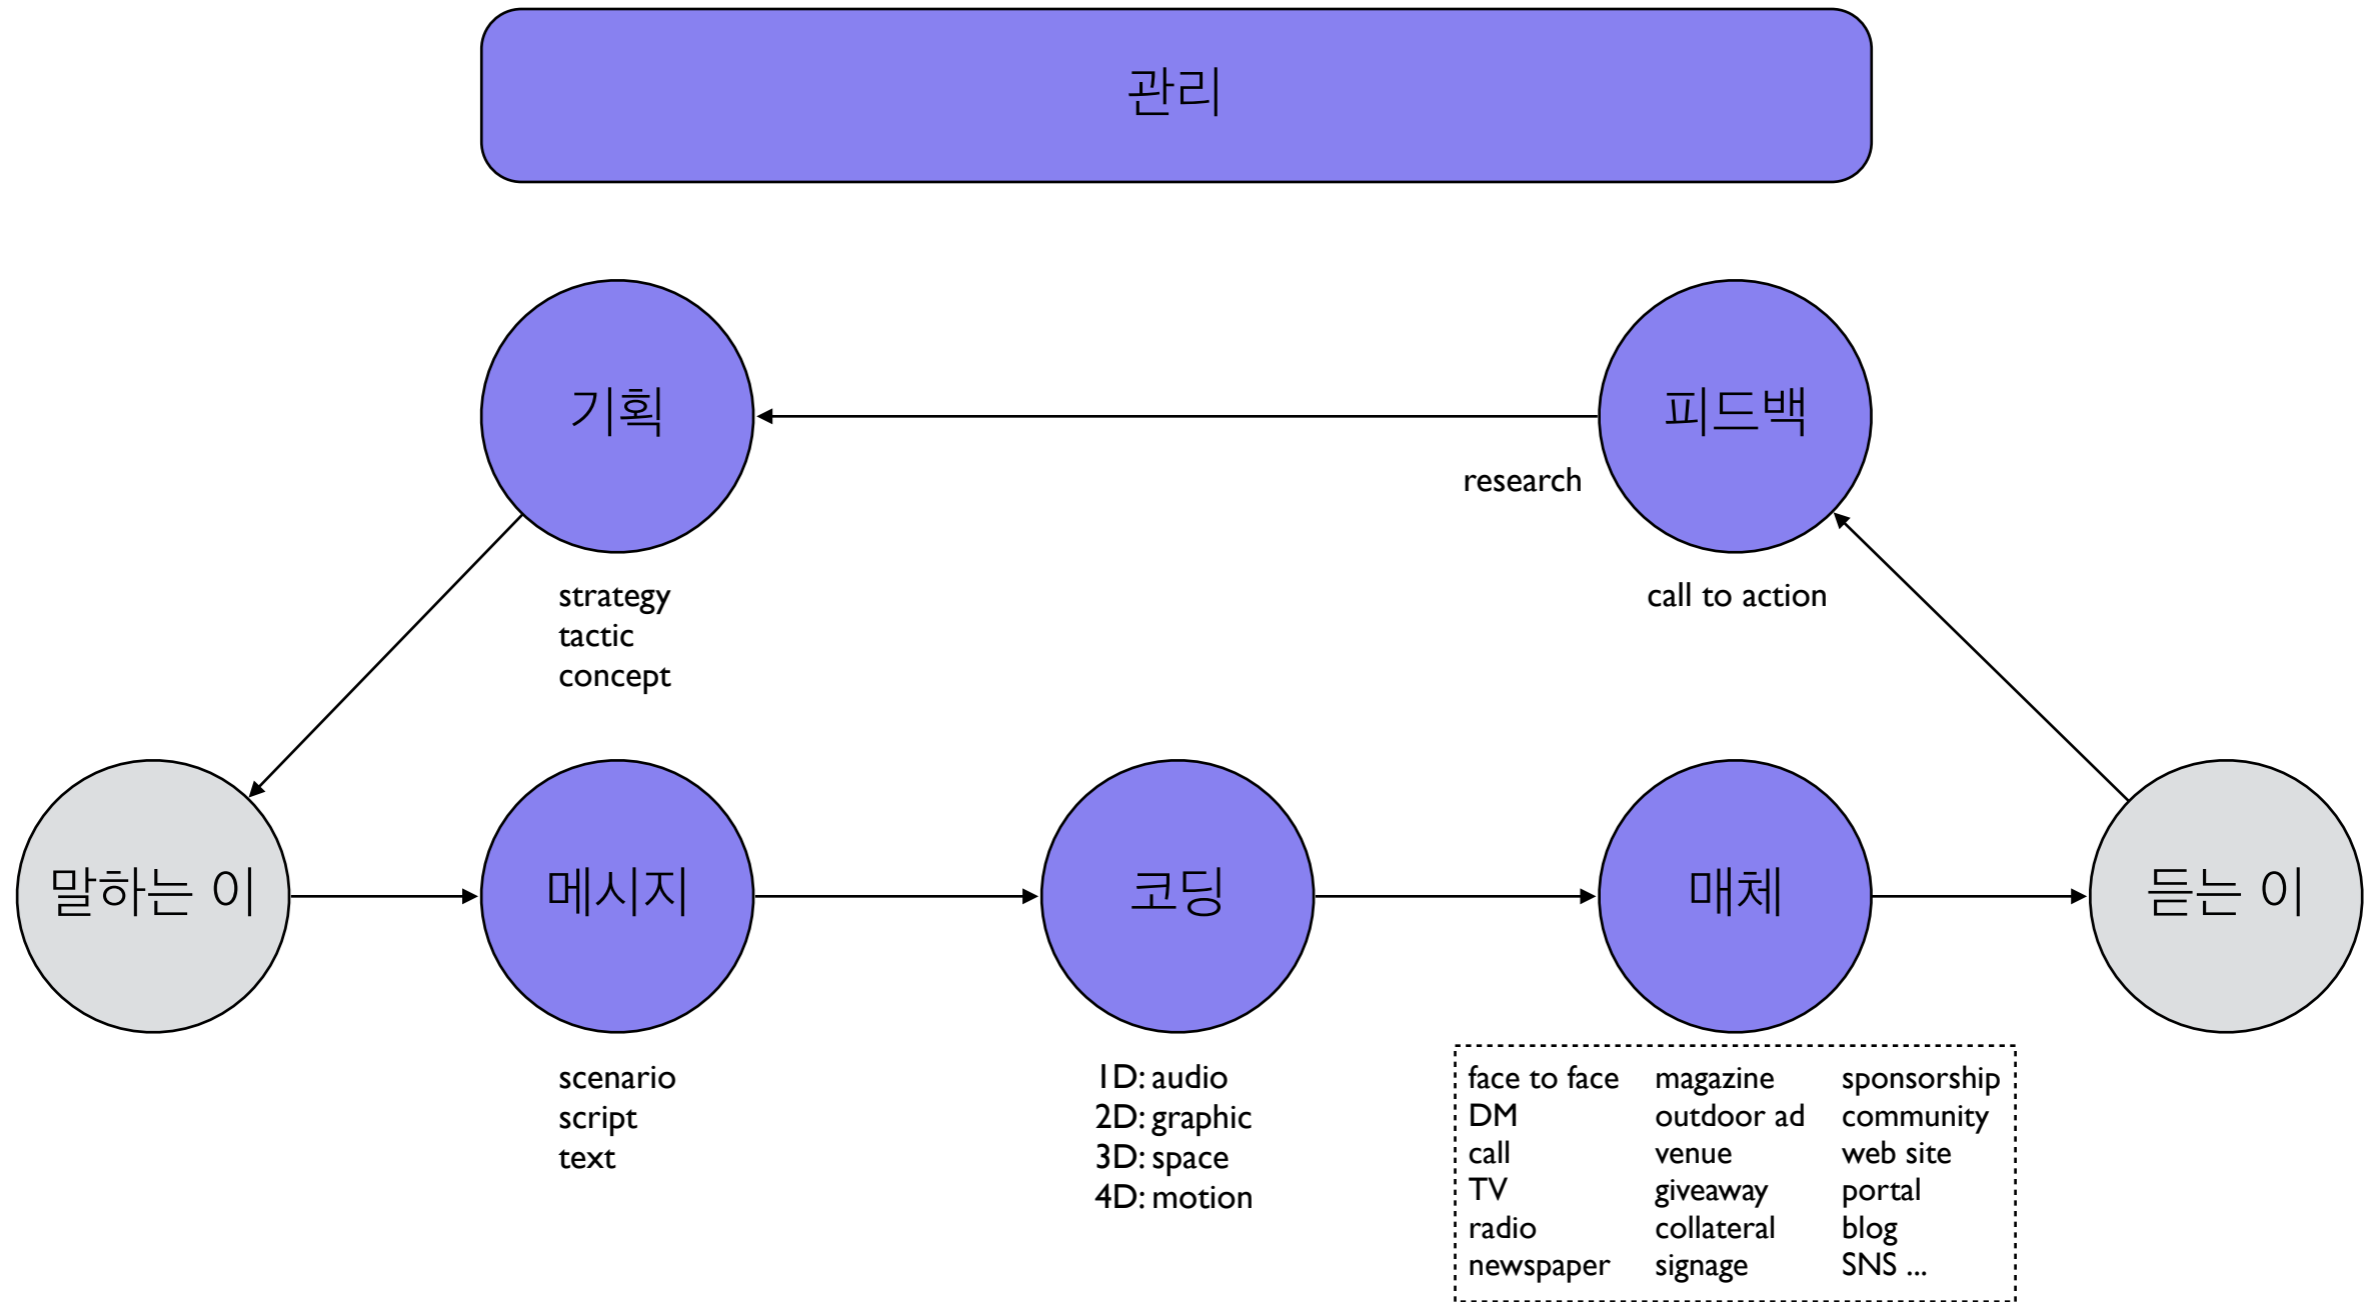 관리
기획
피드백
research
strategy
tactic
concept
call to action
말하는 이
메시지
코딩
매체
듣는 이
scenario
script
text
1D: audio
2D: graphic
3D: space
4D: motion
face to face magazine sponsorship
DM outdoor ad community
call venue web site
TV giveaway portal
radio collateral blog
newspaper signage SNS ...